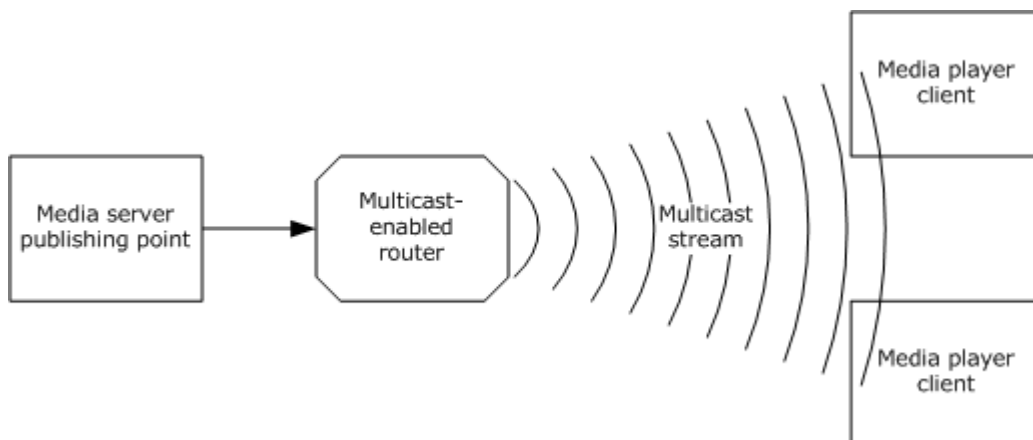 Media server
publishing point
Multicast-
enabled
router
Multicast
stream
Media player
client
Media player
client